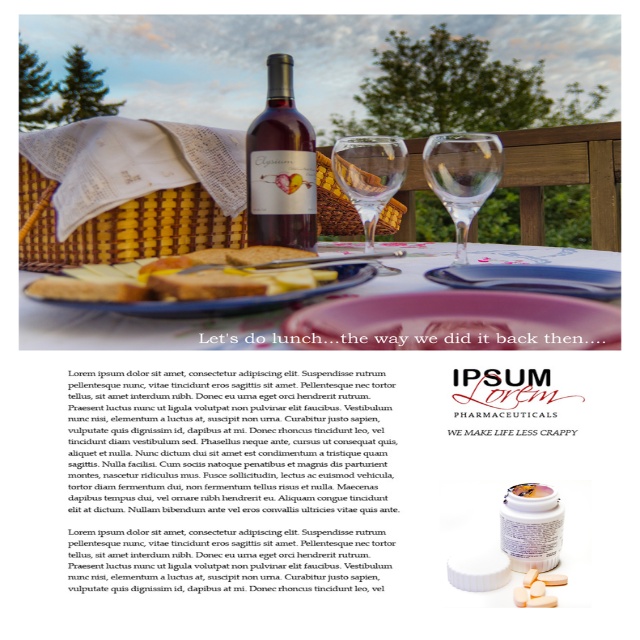 Let's do lunch...the way we did it back then....
Lorem ipsum dolor sit amet, consectetur adipiscing elit. Suspendisse rutrum
pellentesque nunc, vitae tincidunt eros sagittis sit amet. Pellentesque nec tortor
tellus, sit amet interdum nibh. Donec eu urna eget orci hendrerit rutrum.
Praesent luctus nunc ut ligula volutpat non pulvinar elit faucibus. Vestibulum
nunc nisi, elementum a luctus at, suscipit non urna. Curabitur justo sapien,
vulputate quis dignissim id, dapibus at mi. Donec rhoncus tincidunt leo, vel
tincidunt diam vestibulum sed. Phasellus neque ante, cursus ut consequat quis,
aliquet et nulla. Nunc dictum dui sit amet est condimentum a tristique quam
sagittis. Nulla facilisi. Cum sociis natoque penatibus et magnis dis parturient
montes, nascetur ridiculus mus. Fusce sollicitudin, lectus ac euismod vehicula,
tortor diam fermentum dui, non fermentum tellus risus et nulla. Maecenas
dapibus tempus dui, vel ornare nibh hendrerit eu. Aliquam congue tincidunt
elit at dictum. Nullam bibendum ante vel eros convallis ultricies vitae quis ante.
Lorem ipsum dolor sit amet, consectetur adipiscing elit. Suspendisse rutrum
pellentesque nunc, vitae tincidunt eros sagittis sit amet. Pellentesque nec tortor
tellus, sit amet interdum nibh. Donec eu urna eget orci hendrerit rutrum.
Praesent luctus nunc ut ligula volutpat non pulvinar elit faucibus. Vestibulum
nunc nisi, elementum a luctus at, suscipit non urna. Curabitur justo sapien,
vulputate quis dignissim id, dapibus at mi. Donec rhoncus tincidunt leo, vel
IPSUM
Lorem
PHARMACEUTICALS
WE MAKE LIFE LESS CRAPPY